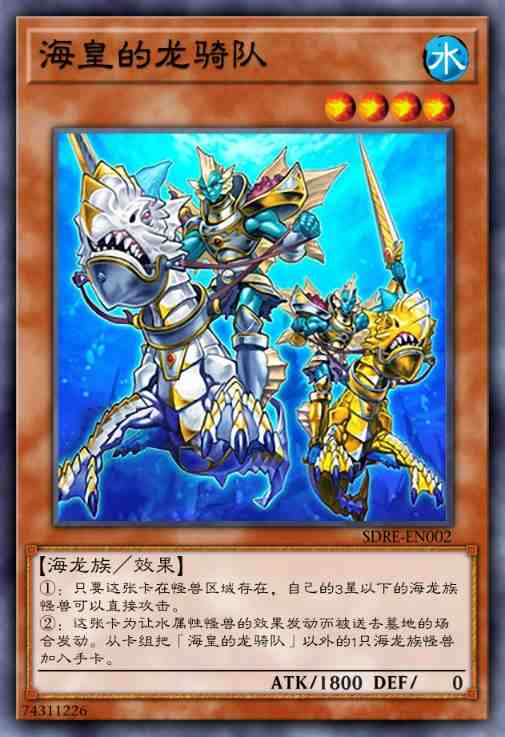 海皇的龙骑队
水
SDRE-EN002
【海龙族／效果】
①：只要这张卡在怪兽区域存在，自己的3星以下的海龙族
怪兽可以直接攻击。
②：这张卡为让水属性怪兽的效果发动而被送去墓地的场
合发动。从卡组把「海皇的龙骑队」以外的1只海龙族怪兽
加入手卡。
ATK/1800 DEF/ 0
74311226